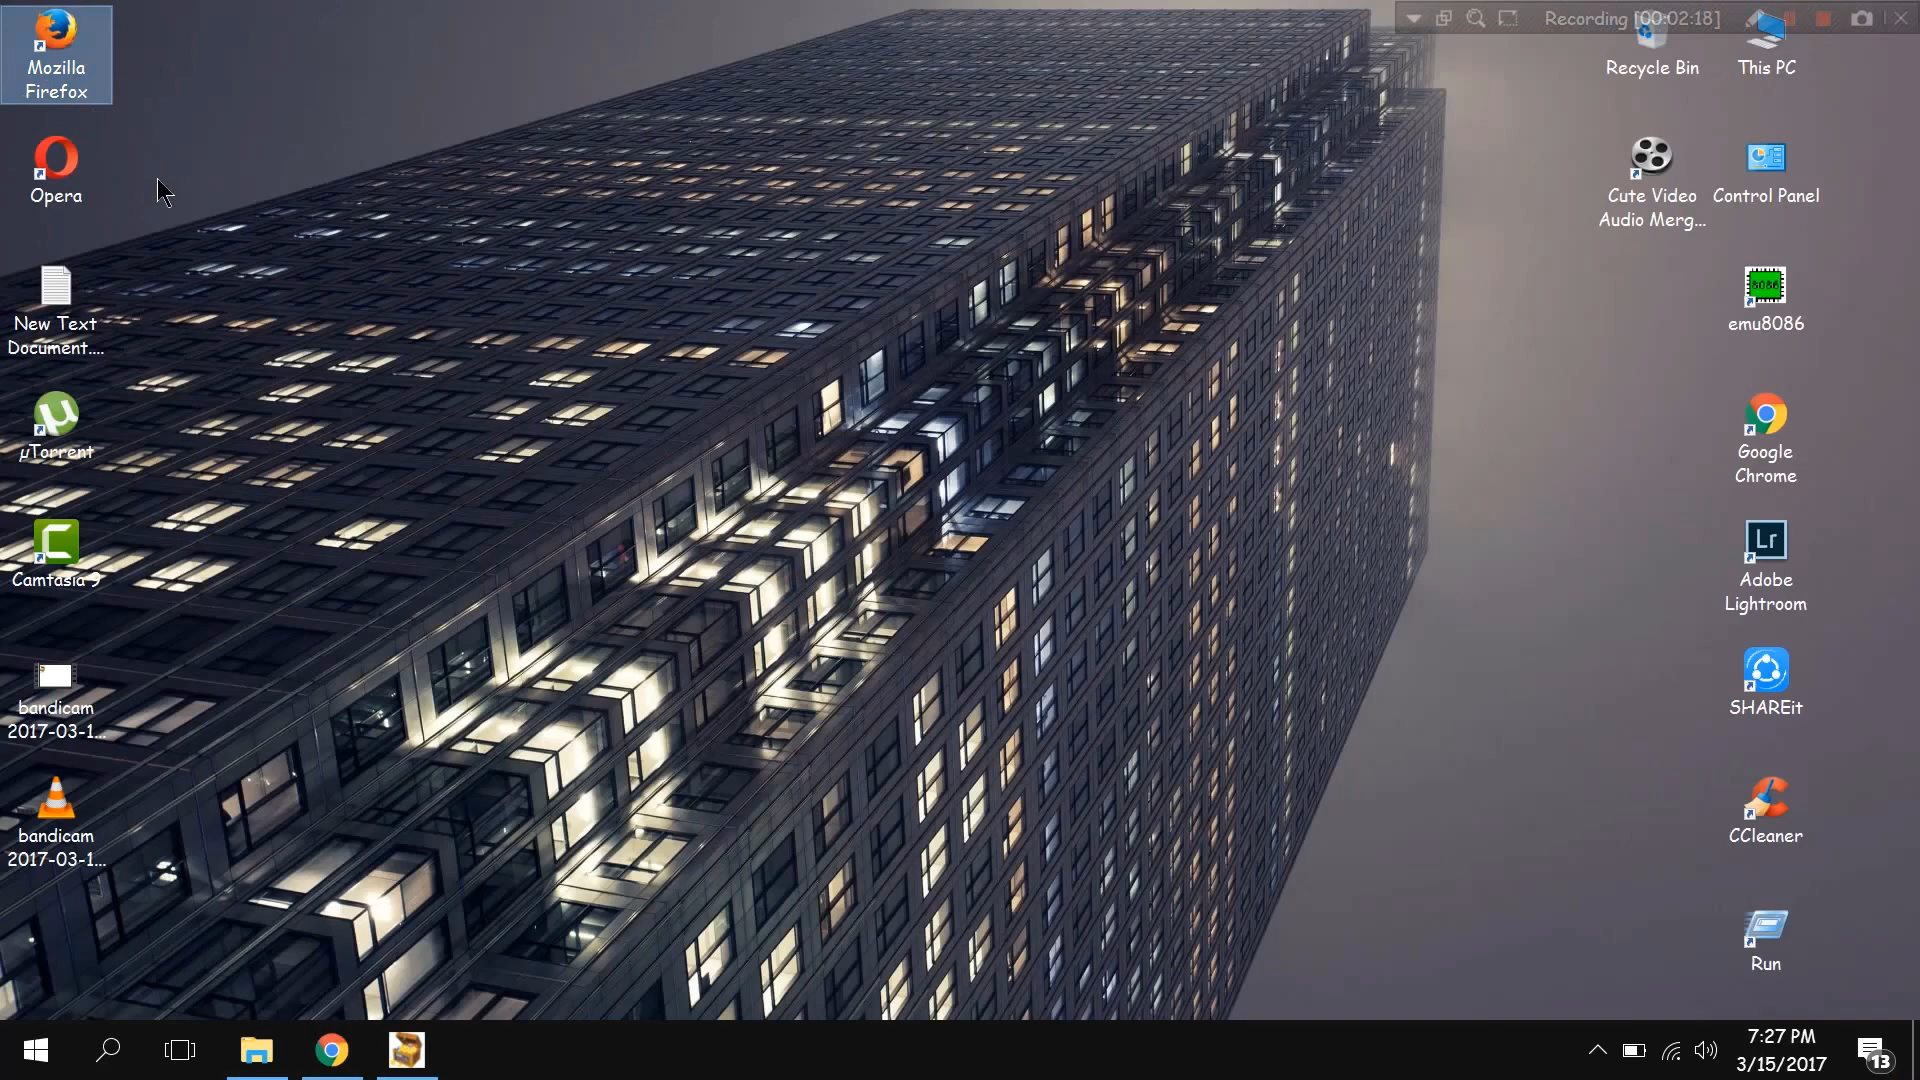 Recording [00:02:18]
Mozilla
Firefox
Opera
New Text
Document....
µTorrent
Camtasia 9
bandicam
2017-03-1...
bandicam
2017-03-1...
Recycle Bin
This PC
Cute Video
Audio Merg...
Control Panel
8086
emu8086
Google
Chrome
Lr
Adobe
Lightroom
SHAREit
CCleaner
Run
7:27 PM
3/15/2017
13